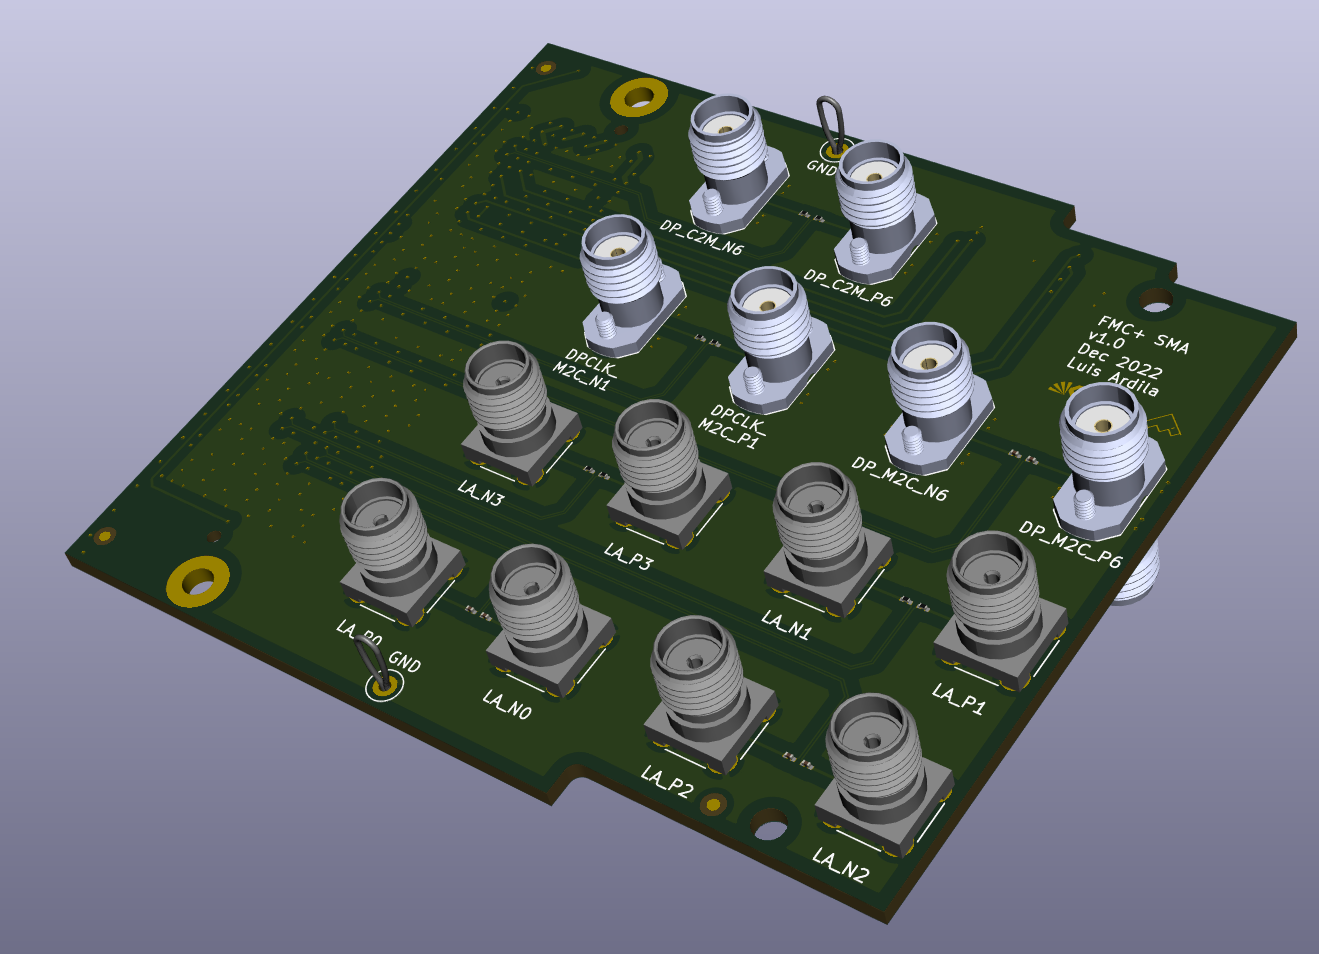 GND
DP_C2M_N6
DP_C2M_P6
FMC+ SMA
v1.0
Dec 2022
Luis Ardila
DPCLK_
M2C_N1
DPCLK_
M2C_P1
DP_M2C_N6
DP_M2C_P6
LA_N3
LA_P3
LA_N1
LA_P1
LA_P0
GND
LA_N0
LA_P2
LA_N2